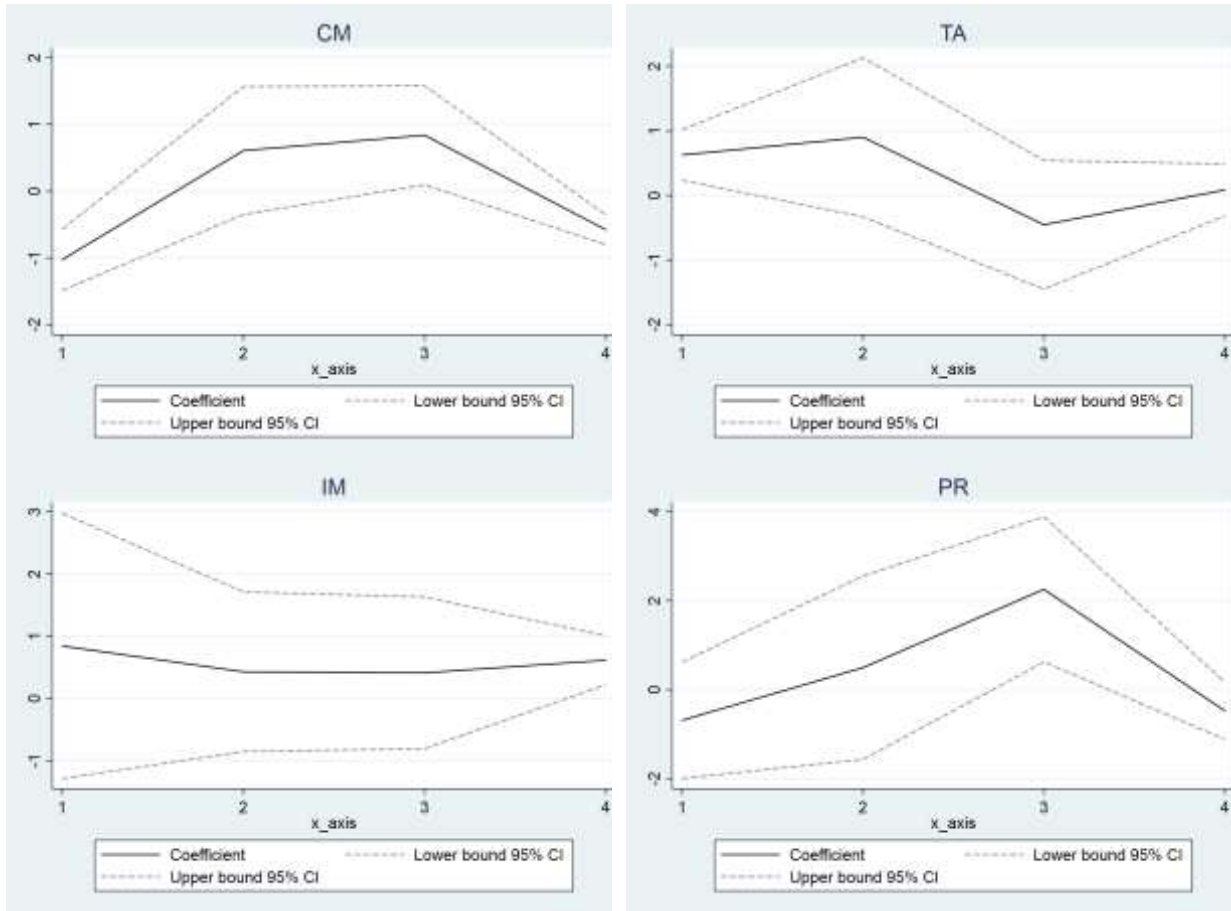 CM
2
1
0
-1
-2
1 2 3 4
x_axis
Coefficient Lower bound 95% CI
Upper bound 95% CI
TA
2
1
0
-1
-2
1 2 3 4
x_axis
Coefficient Lower bound 95% CI
Upper bound 95% CI
IM
3
2
1
0
-1
1 2 3 4
x_axis
Coefficient Lower bound 95% CI
Upper bound 95% CI
PR
4
2
0
-2
1 2 3 4
x_axis
Coefficient Lower bound 95% CI
Upper bound 95% CI